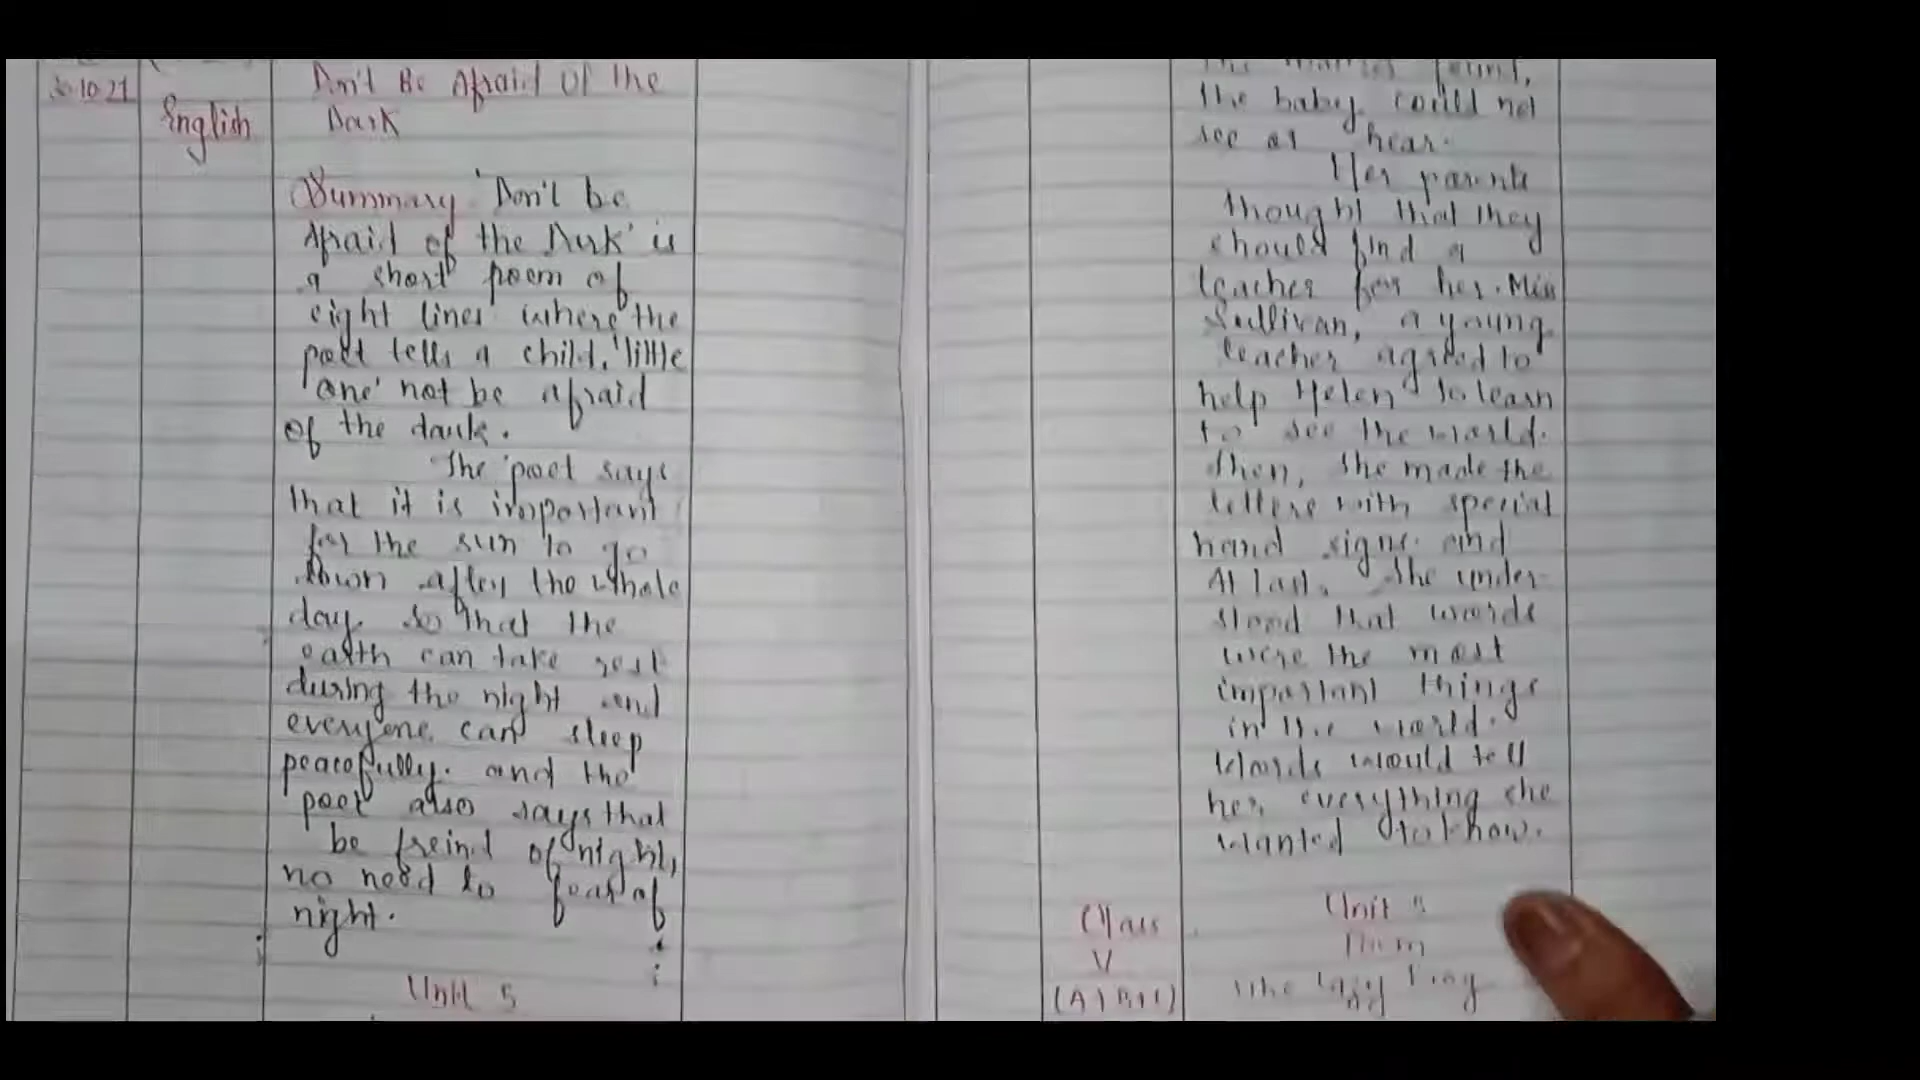 30.10.21
English
Don't Be Afraid Of the
Dark
Summary 'Don't be
Afraid of the Dark' is
a short poem of
eight lines where the
poet tells a child, 'little
one' not be afraid
of the dark.
The poet says
that it is important
for the sun to go
down after the whole
day. so that the
earth can take rest
during the night and
everyone can sleep
peacefully. and the
poet also says that
be freind of night,
no need to fear of
night.
Unit 5
found,
the baby could not
see or hear.
Her parents
thought that they
should find a
teacher for her. Miss
Sullivan, a young
teacher agreed to
help Helen to learn
to see the world.
Then, she made the
letters with special
hand signs and
At last, she under-
stood that words
were the most
important things
in the world.
Words would tell
her everything she
wanted to know.
Class
V
Unit 5
Poem
The Lazy Frog